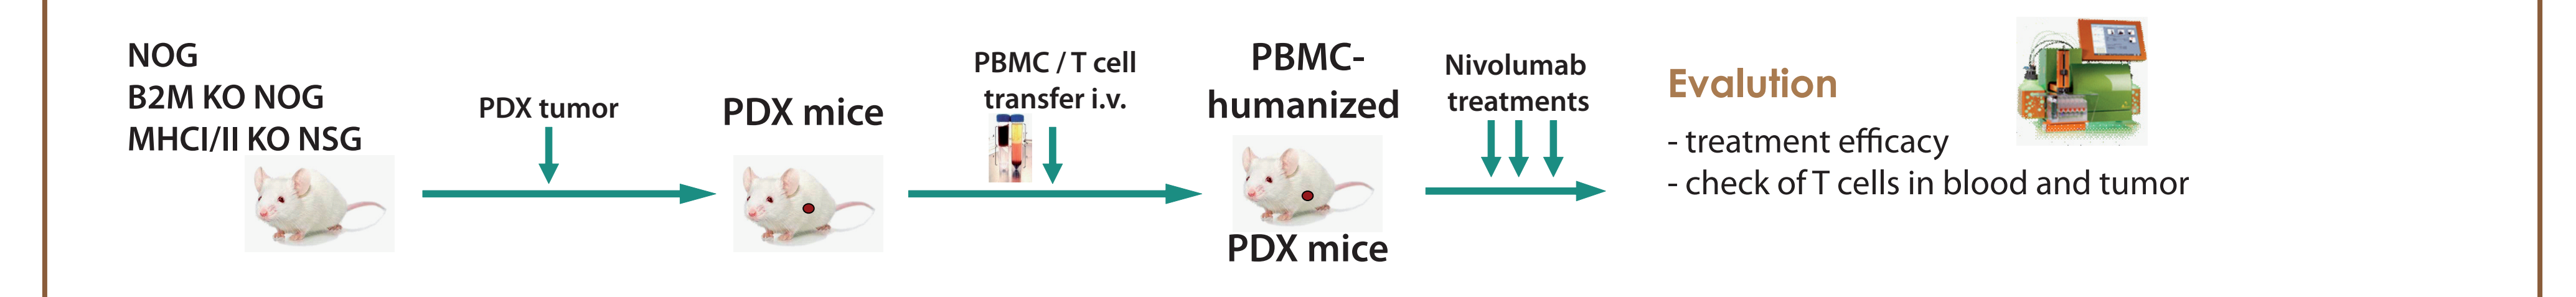 NOG
B2M KO NOG
MHCI/II KO NSG
PDX tumor
PDX mice
PBMC / T cell
transfer i.v.
PBMC-
humanized
PDX mice
Nivolumab
treatments
Evalution
- treatment efficacy
- check of T cells in blood and tumor